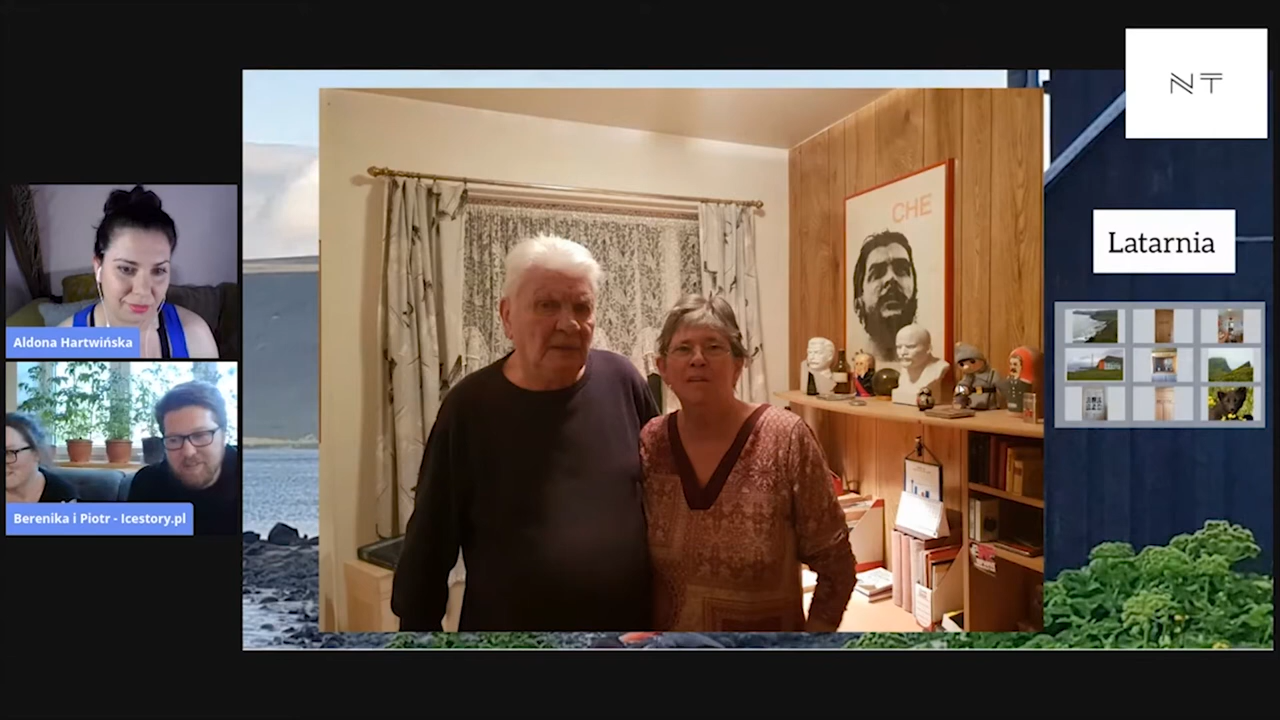 NT
CHE
Latarnia
Aldona Hartwińska
Berenika i Piotr - Icestory.pl